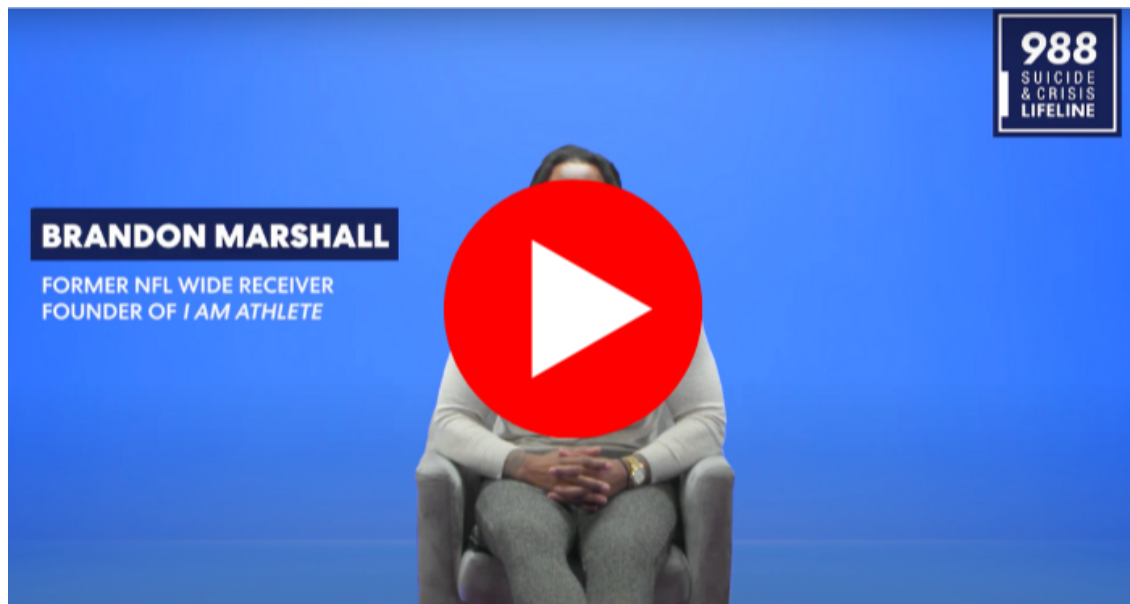 988
SUICIDE
& CRISIS
LIFELINE
BRANDON MARSHALL
FORMER NFL WIDE RECEIVER
FOUNDER OF I AM ATHLETE